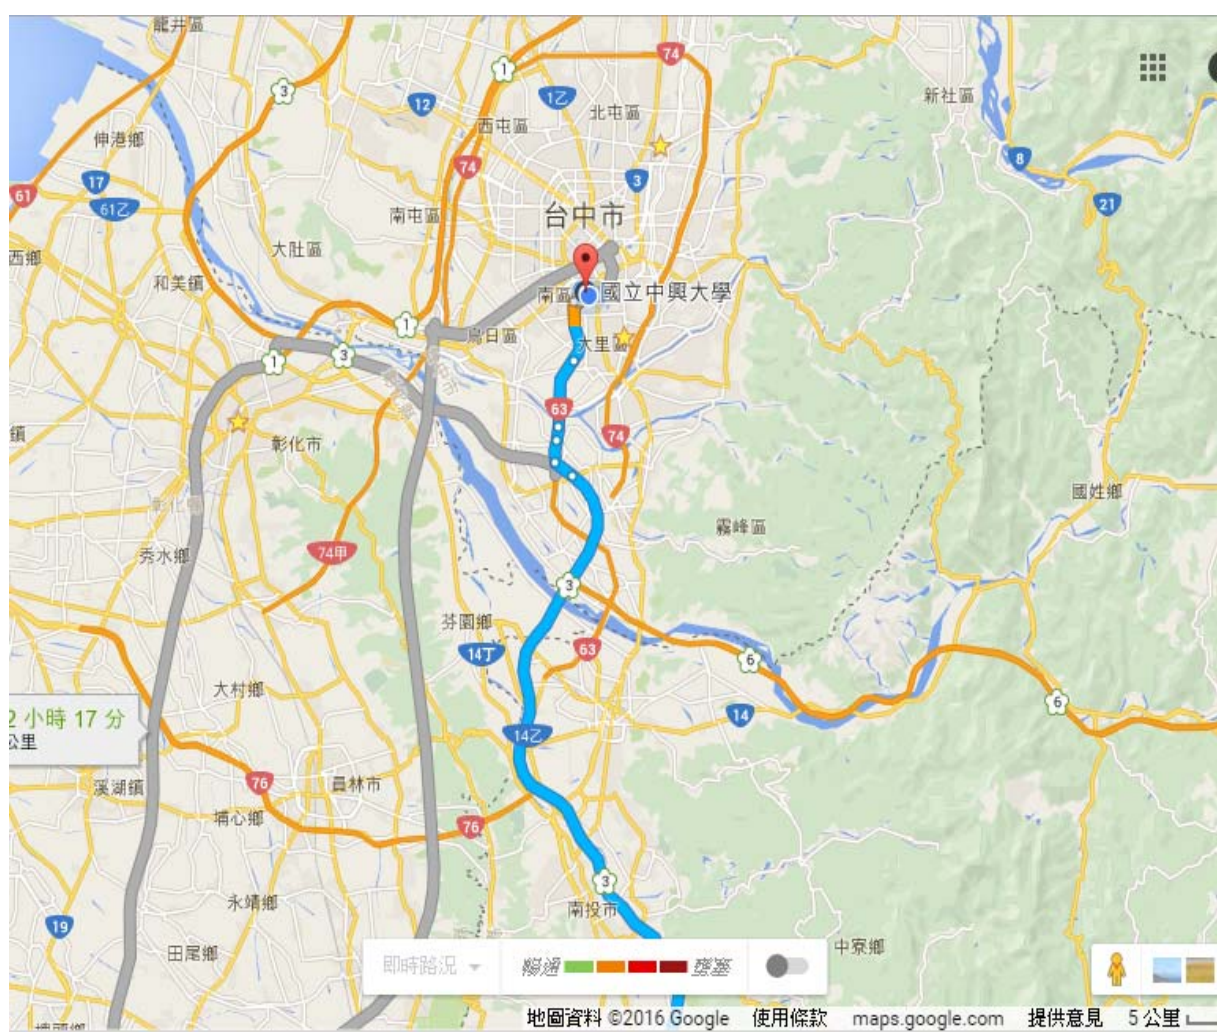 龍井區
1
74
3
12
1乙
北屯區
新社區
西屯區
伸港鄉
8
74
17
3
61
61乙
南屯區
台中市
21
大肚區
西鄉
和美鎮
南區
國立中興大學
1
烏日區
大里區
1
3
63
鎮
彰化市
74
國姓鄉
霧峰區
74甲
秀水鄉
3
芬園鄉
14丁
63
6
大村鄉
6
2 小時 17 分
公里
14
14乙
76
員林市
溪湖鎮
埔心鄉
76
3
永靖鄉
南投市
19
田尾鄉
中寮鄉
即時路況
暢通
壅塞
地圖資料 ©2016 Google
使用條款
maps.google.com
提供意見
5 公里